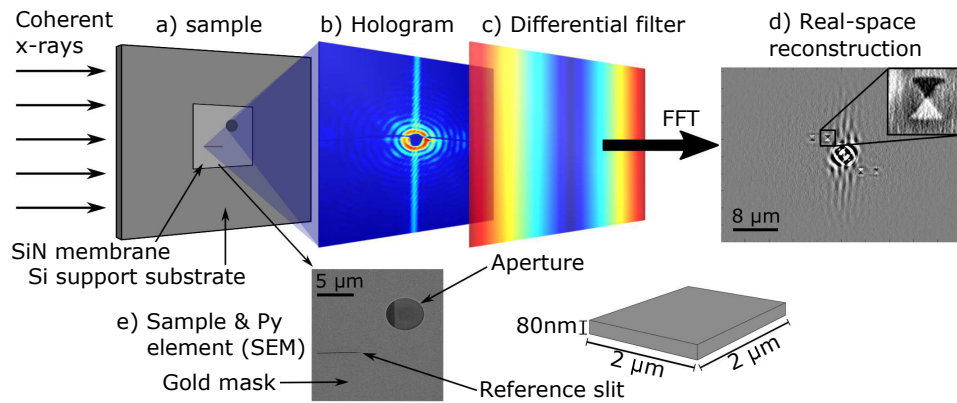 Coherent
x-rays
a) sample
b) Hologram
c) Differential filter
d) Real-space
reconstruction
FFT
8 μm
SiN membrane
Si support substrate
5 μm
Aperture
e) Sample & Py
element (SEM)
Gold mask
Reference slit
80nm
2 μm
2 μm